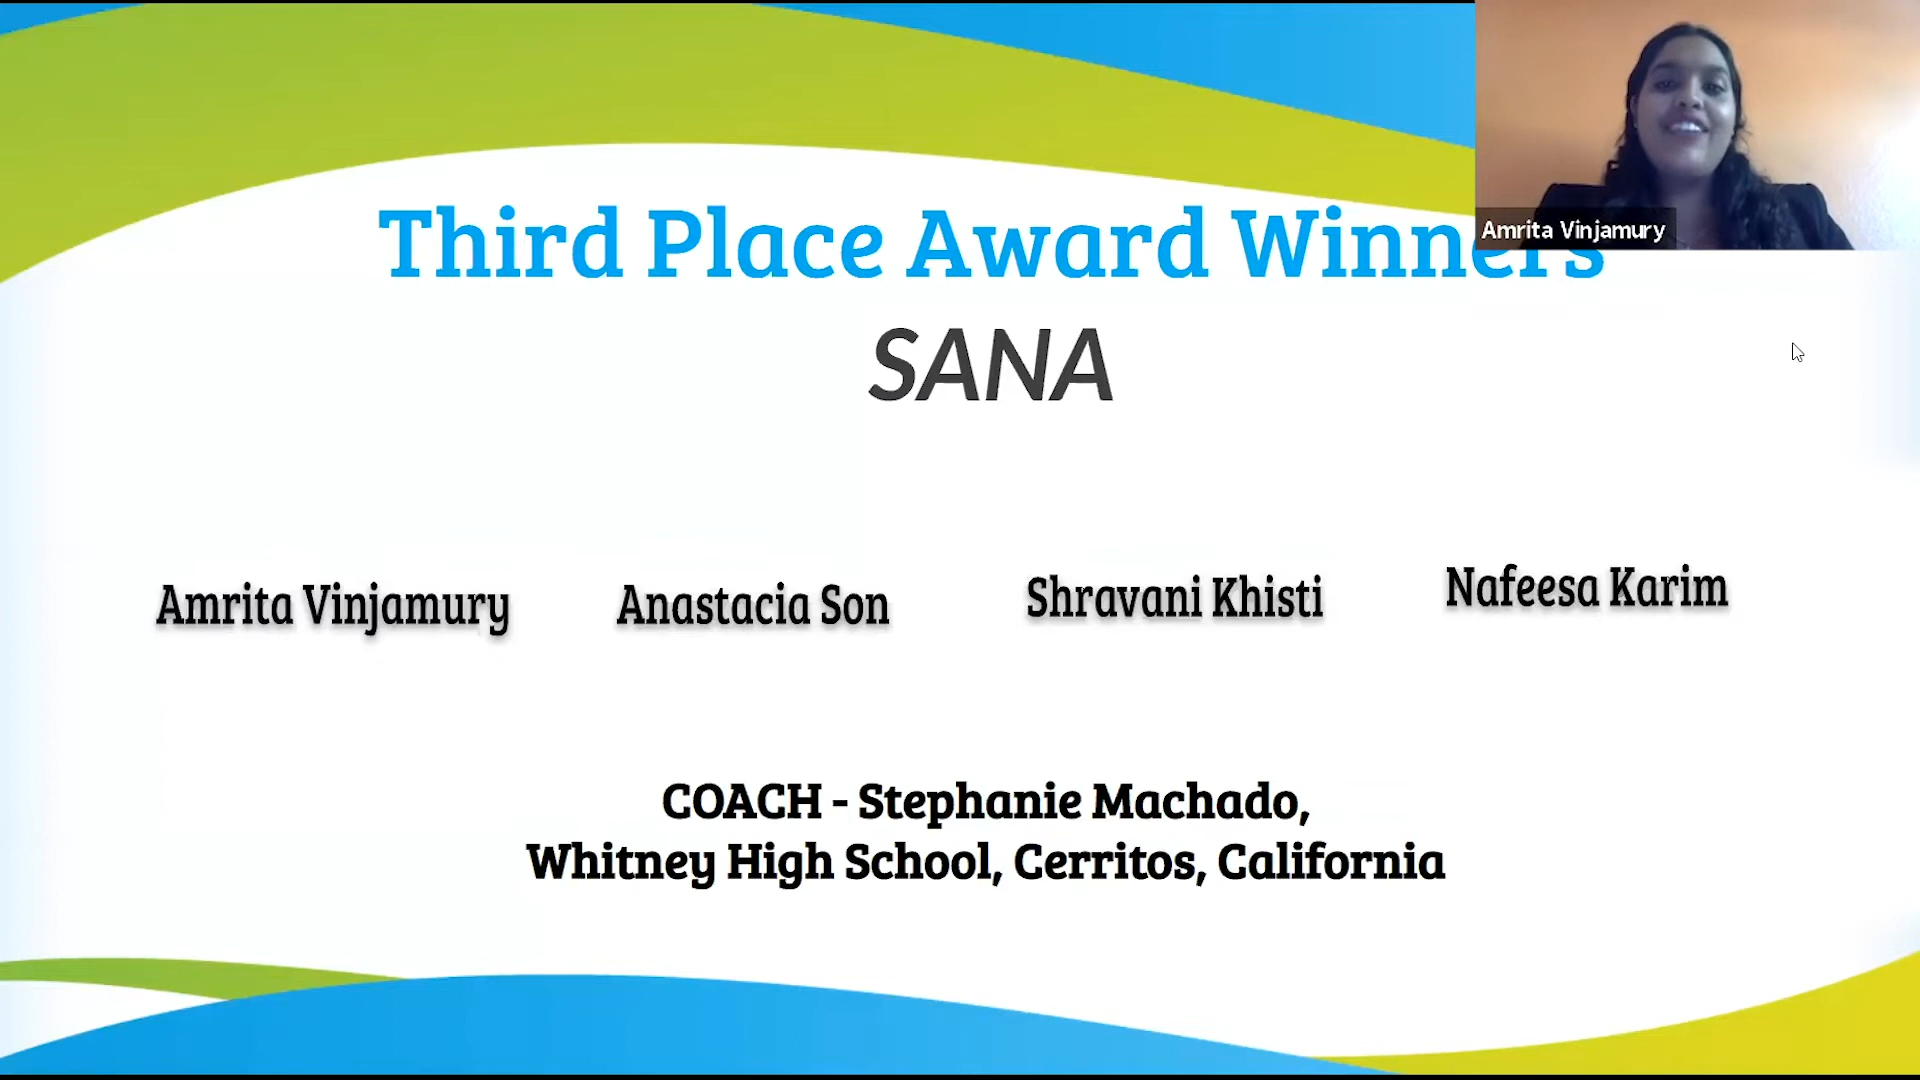 Third Place Award Winners
Amrita Vinjamury
SANA
Amrita Vinjamury
Anastacia Son
Shravani Khisti
Nafeesa Karim
COACH - Stephanie Machado,
Whitney High School, Cerritos, California